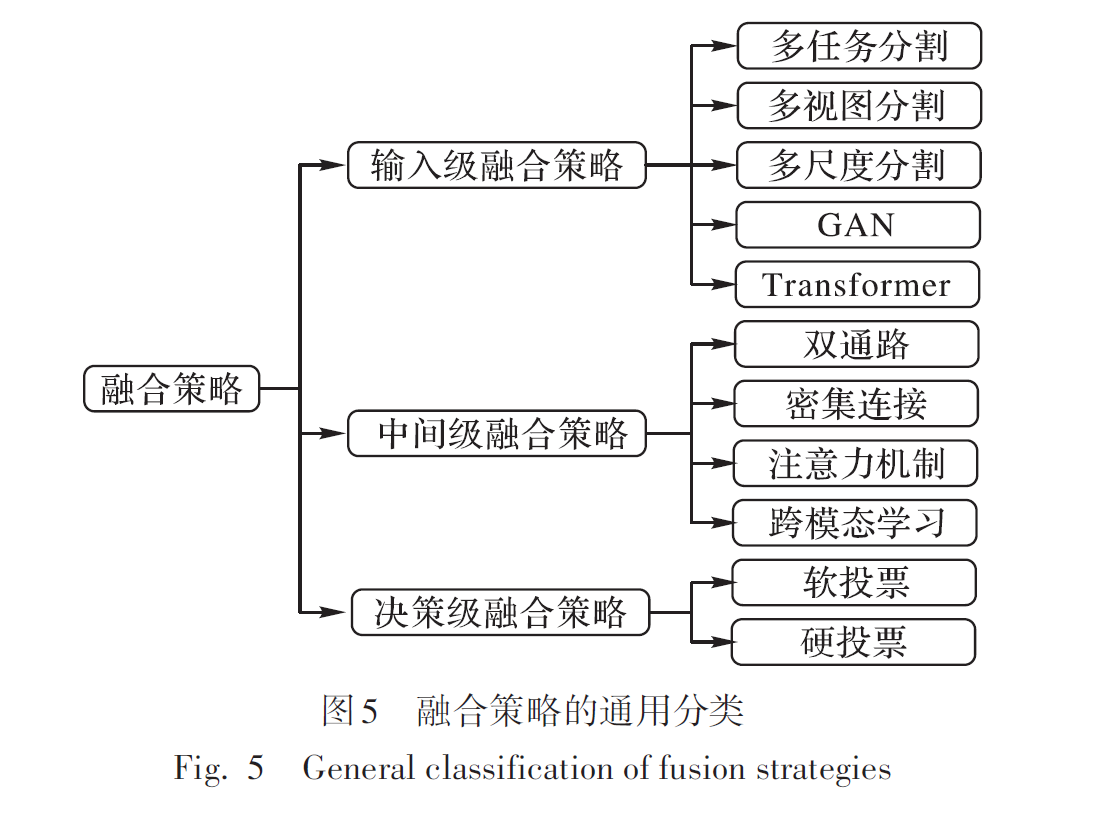 多任务分割
多视图分割
输入级融合策略
多尺度分割
GAN
Transformer
双通路
融合策略
密集连接
中间级融合策略
注意力机制
跨模态学习
软投票
决策级融合策略
硬投票
图5 融合策略的通用分类
Fig. 5 General classification of fusion strategies